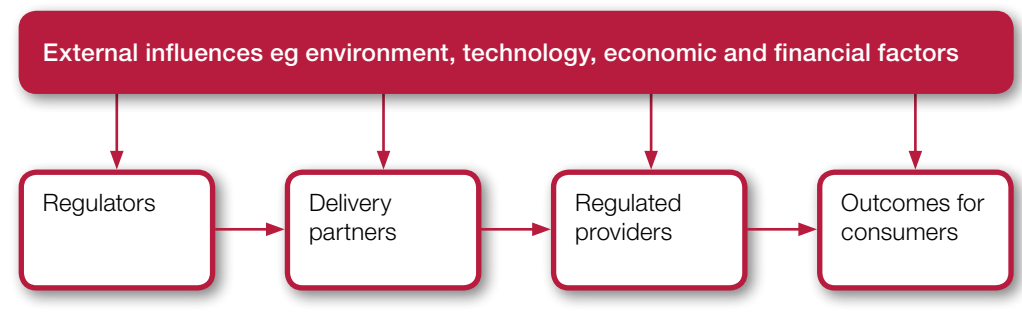 External influences eg environment, technology, economic and financial factors
Regulators
Delivery
partners
Regulated
providers
Outcomes for
consumers